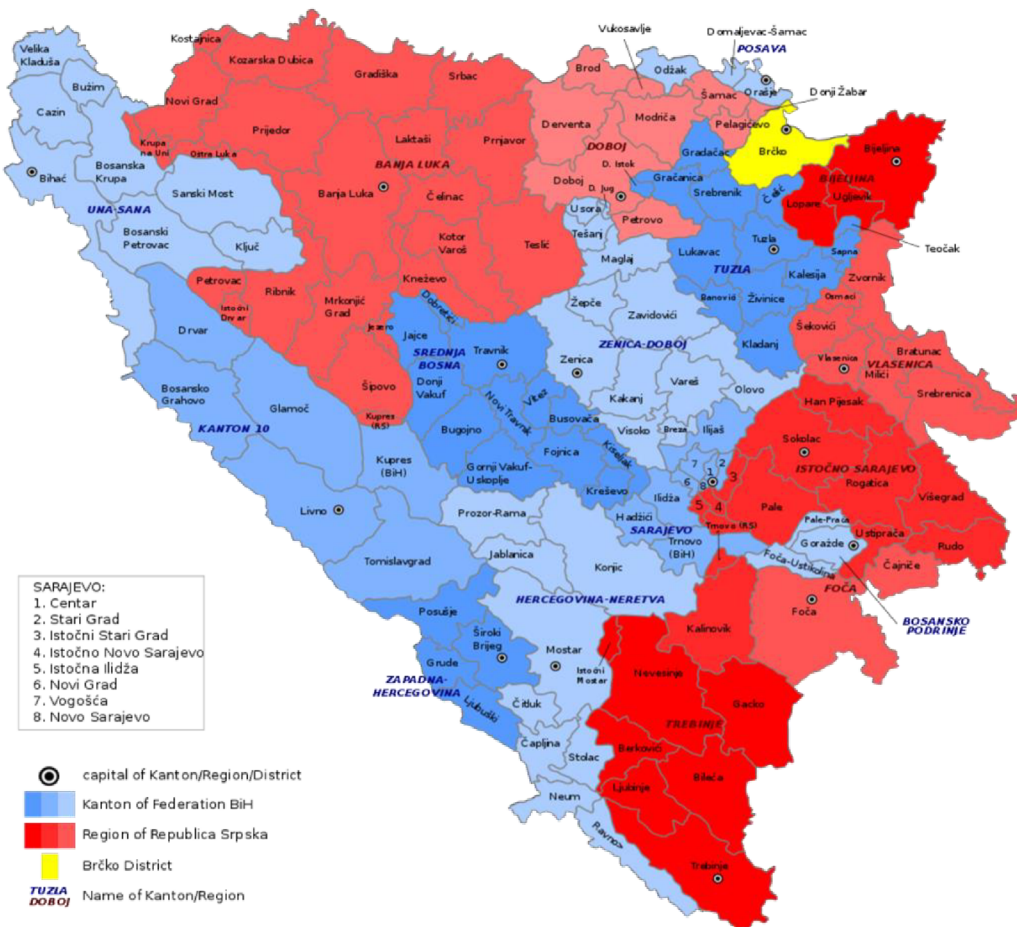 Kostajnica
Vukosavlje
Domaljevac-Šamac
POSAVA
Velika
Kladuša
Kozarska Dubica
Gradiška
Srbac
Brod
Odžak
Bužim
Novi Grad
Šamac
Orašje
Donji Žabar
Cazin
Prijedor
Laktaši
Prnjavor
Derventa
Modriča
Pelagićevo
Krupa
na Uni
Ostra Luka
BANJA LUKA
DOBOJ
Gradačac
Brčko
Bijeljina
Bihać
Bosanska
Krupa
Sanski Most
Banja Luka
Čelinac
Doboj
D. Istok
D. Jug
Gračanica
Srebrenik
Čelić
BIJELJINA
Lopare
Ugljevik
UNA-SANA
Usora
Petrovo
Bosanski
Petrovac
Ključ
Kotor
Varoš
Teslić
Tešanj
Maglaj
Lukavac
Tuzla
TUZLA
Sapna
Teočak
Petrovac
Ribnik
Kneževo
Kalesija
Zvornik
Istočni
Drvar
Mrkonjić
Grad
Dobretići
Žepče
Banovići
Živinice
Osmaci
Drvar
Jezero
Jajce
Zavidovići
Šekovići
SREDNJA
BOSNA
Travnik
Zenica
ZENICA-DOBOJ
Kladanj
Vlasenica
Bratunac
VLASENICA
Milići
Šipovo
Donji
Vakuf
Vareš
Olovo
Srebrenica
Bosansko
Grahovo
Glamoč
Kupres (RS)
Novi Travnik
Vitez
Busovača
Kakanj
Han Pijesak
KANTON 10
Bugojno
Visoko
Breza
Ilijaš
Sokolac
Kupres
(BiH)
Fojnica
Kiseljak
7
2
1
3
ISTOČNO SARAJEVO
Gornji Vakuf-
Uskoplje
6
8
Rogatica
Kreševo
Ilidža
5
4
Pale
Višegrad
Livno
Prozor-Rama
Hadžići
SARAJEVO
Trnovo (RS)
Pale-Prača
Ustiprača
Trnovo
(BiH)
Goražde
Rudo
Tomislavgrad
Jablanica
Konjic
Foča-Ustikolina
Čajniče
FOČA
SARAJEVO:
1. Centar
2. Stari Grad
3. Istočni Stari Grad
4. Istočno Novo Sarajevo
5. Istočna Ilidža
6. Novi Grad
7. Vogošća
8. Novo Sarajevo
HERCEGOVINA-NERETVA
Foča
BOSANSKO
PODRINJE
Posušje
Široki
Brijeg
Kalinovik
Grude
Mostar
Istočni
Mostar
Nevesinje
ZAPADNA-
HERCEGOVINA
Ljubuški
Čitluk
Gacko
TREBINJE
Čapljina
Stolac
Berkovići
Bileća
Ljubinje
Neum
Ravno
Trebinje
capital of Kanton/Region/District
Kanton of Federation BiH
Region of Republica Srpska
Brčko District
TUZLA
DOBOJ
Name of Kanton/Region